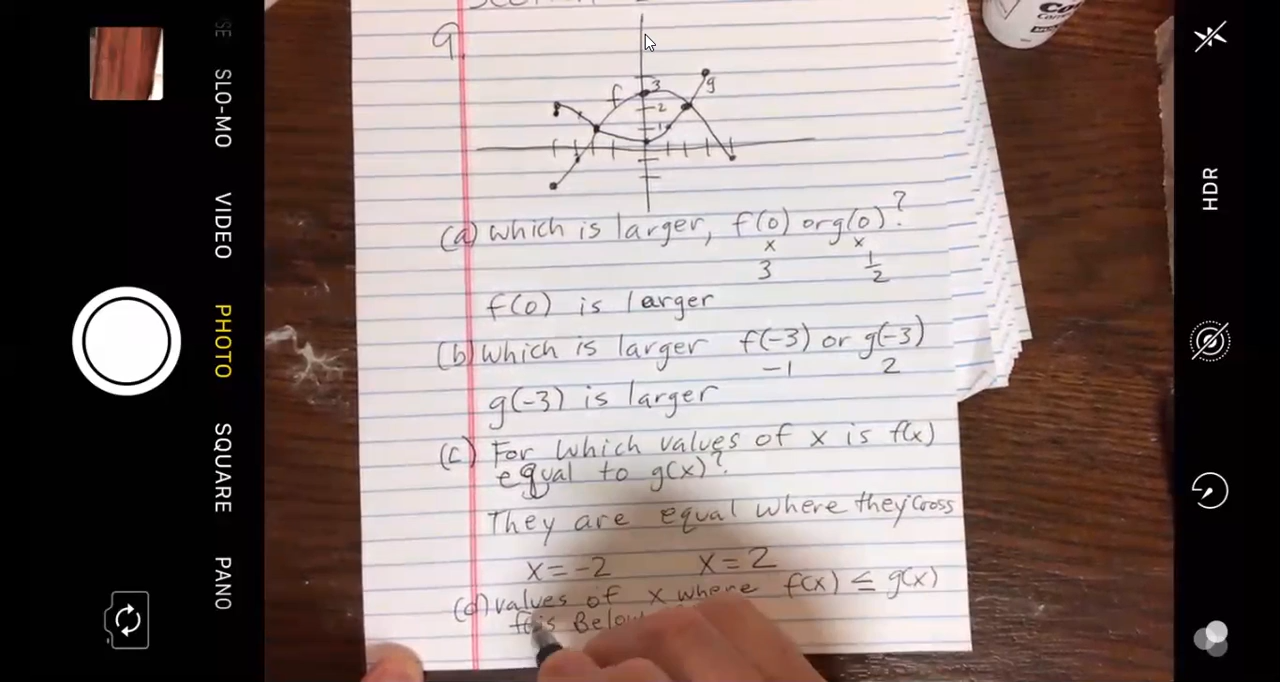 9.
f
g
3
2
1
(a) which is larger, f(0) or g(0)?
x x
3 1/2
f(0) is larger
(b) which is larger f(-3) or g(-3)
-1 2
g(-3) is larger
(c) For which values of x is f(x)
equal to g(x)?
They are equal where they cross
x=-2 x=2
(d) values of x where f(x) ≤ g(x)
is Below
SLO-MO
VIDEO
PHOTO
SQUARE
PANO
HDR